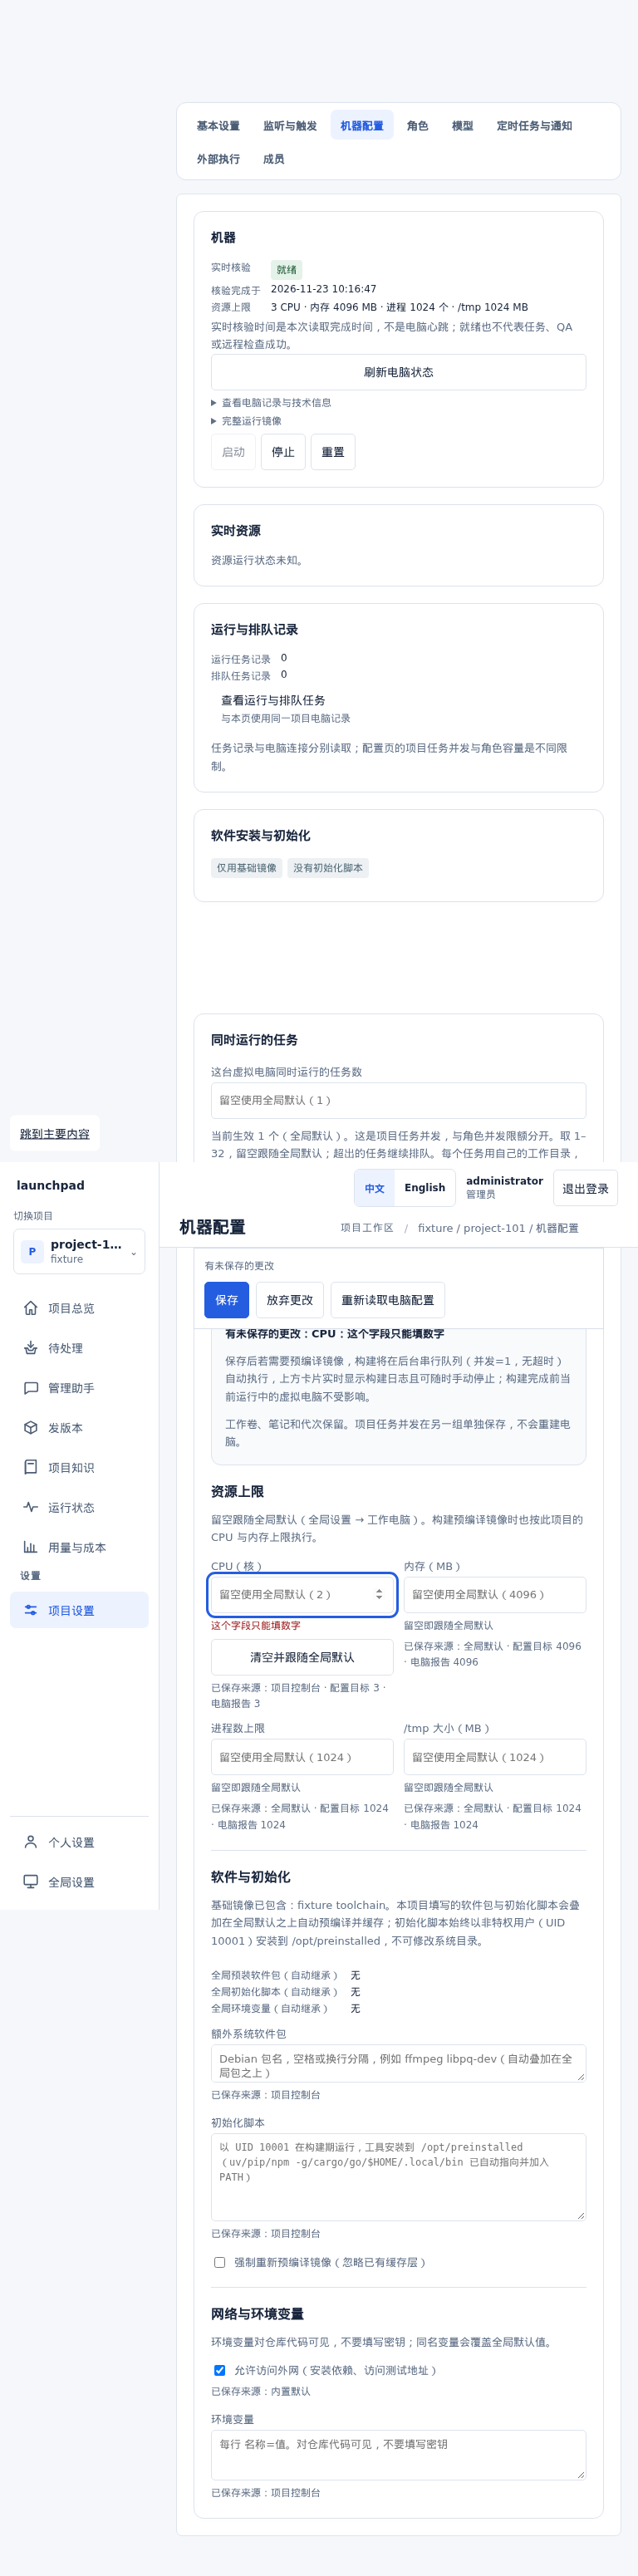 基本设置
监听与触发
机器配置
角色
模型
定时任务与通知
外部执行
成员
机器
实时核验
就绪
核验完成于
2026-11-23 10:16:47
资源上限
3 CPU · 内存 4096 MB · 进程 1024 个 · /tmp 1024 MB
实时核验时间是本次读取完成时间，不是电脑心跳；就绪也不代表任务、QA
或远程检查成功。
刷新电脑状态
查看电脑记录与技术信息
完整运行镜像
启动
停止
重置
实时资源
资源运行状态未知。
运行与排队记录
运行任务记录
0
排队任务记录
0
查看运行与排队任务
与本页使用同一项目电脑记录
任务记录与电脑连接分别读取；配置页的项目任务并发与角色容量是不同限
制。
软件安装与初始化
仅用基础镜像
没有初始化脚本
同时运行的任务
这台虚拟电脑同时运行的任务数
留空使用全局默认（1）
当前生效 1 个（全局默认）。这是项目任务并发，与角色并发限额分开。取 1–
32，留空跟随全局默认；超出的任务继续排队。每个任务用自己的工作目录，
跳到主要内容
launchpad
切换项目
P
project-1…
fixture
项目总览
待处理
管理助手
发版本
项目知识
运行状态
用量与成本
设置
项目设置
个人设置
全局设置
中文
English
administrator
管理员
退出登录
机器配置
项目工作区 / fixture / project-101 / 机器配置
有未保存的更改
保存
放弃更改
重新读取电脑配置
有未保存的更改：CPU：这个字段只能填数字
保存后若需要预编译镜像，构建将在后台串行队列（并发=1，无超时）
自动执行，上方卡片实时显示构建日志且可随时手动停止；构建完成前当
前运行中的虚拟电脑不受影响。
工作卷、笔记和代次保留。项目任务并发在另一组单独保存，不会重建电
脑。
资源上限
留空跟随全局默认（全局设置 → 工作电脑）。构建预编译镜像时也按此项目的
CPU 与内存上限执行。
CPU（核）
留空使用全局默认（2）
这个字段只能填数字
清空并跟随全局默认
已保存来源：项目控制台 · 配置目标 3 ·
电脑报告 3
内存（MB）
留空使用全局默认（4096）
留空即跟随全局默认
已保存来源：全局默认 · 配置目标 4096
· 电脑报告 4096
进程数上限
留空使用全局默认（1024）
留空即跟随全局默认
已保存来源：全局默认 · 配置目标 1024
· 电脑报告 1024
/tmp 大小（MB）
留空使用全局默认（1024）
留空即跟随全局默认
已保存来源：全局默认 · 配置目标 1024
· 电脑报告 1024
软件与初始化
基础镜像已包含：fixture toolchain。本项目填写的软件包与初始化脚本会叠
加在全局默认之上自动预编译并缓存；初始化脚本始终以非特权用户（UID
10001）安装到 /opt/preinstalled，不可修改系统目录。
全局预装软件包（自动继承）
无
全局初始化脚本（自动继承）
无
全局环境变量（自动继承）
无
额外系统软件包
Debian 包名，空格或换行分隔，例如 ffmpeg libpq-dev（自动叠加在全
局包之上）
已保存来源：项目控制台
初始化脚本
以 UID 10001 在构建期运行，工具安装到 /opt/preinstalled
（uv/pip/npm -g/cargo/go/$HOME/.local/bin 已自动指向并加入
PATH）
已保存来源：项目控制台
强制重新预编译镜像（忽略已有缓存层）
网络与环境变量
环境变量对仓库代码可见，不要填写密钥；同名变量会覆盖全局默认值。
允许访问外网（安装依赖、访问测试地址）
已保存来源：内置默认
环境变量
每行 名称=值。对仓库代码可见，不要填写密钥
已保存来源：项目控制台